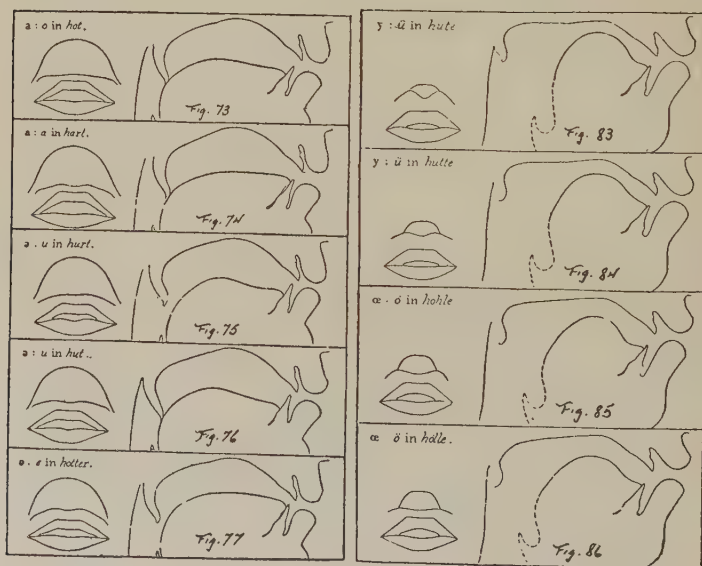 a : o in hot.
Fig. 73
a : a in hart.
Fig. 74
ə . u in hurt.
Fig. 75
ə : u in hut..
Fig. 76
ə . e in hotter.
Fig. 77
ȳ : ü in hute
Fig. 83
y : ü in hutte
Fig. 84
œ . ö in hohle
Fig. 85
œ ö in holle.
Fig. 86